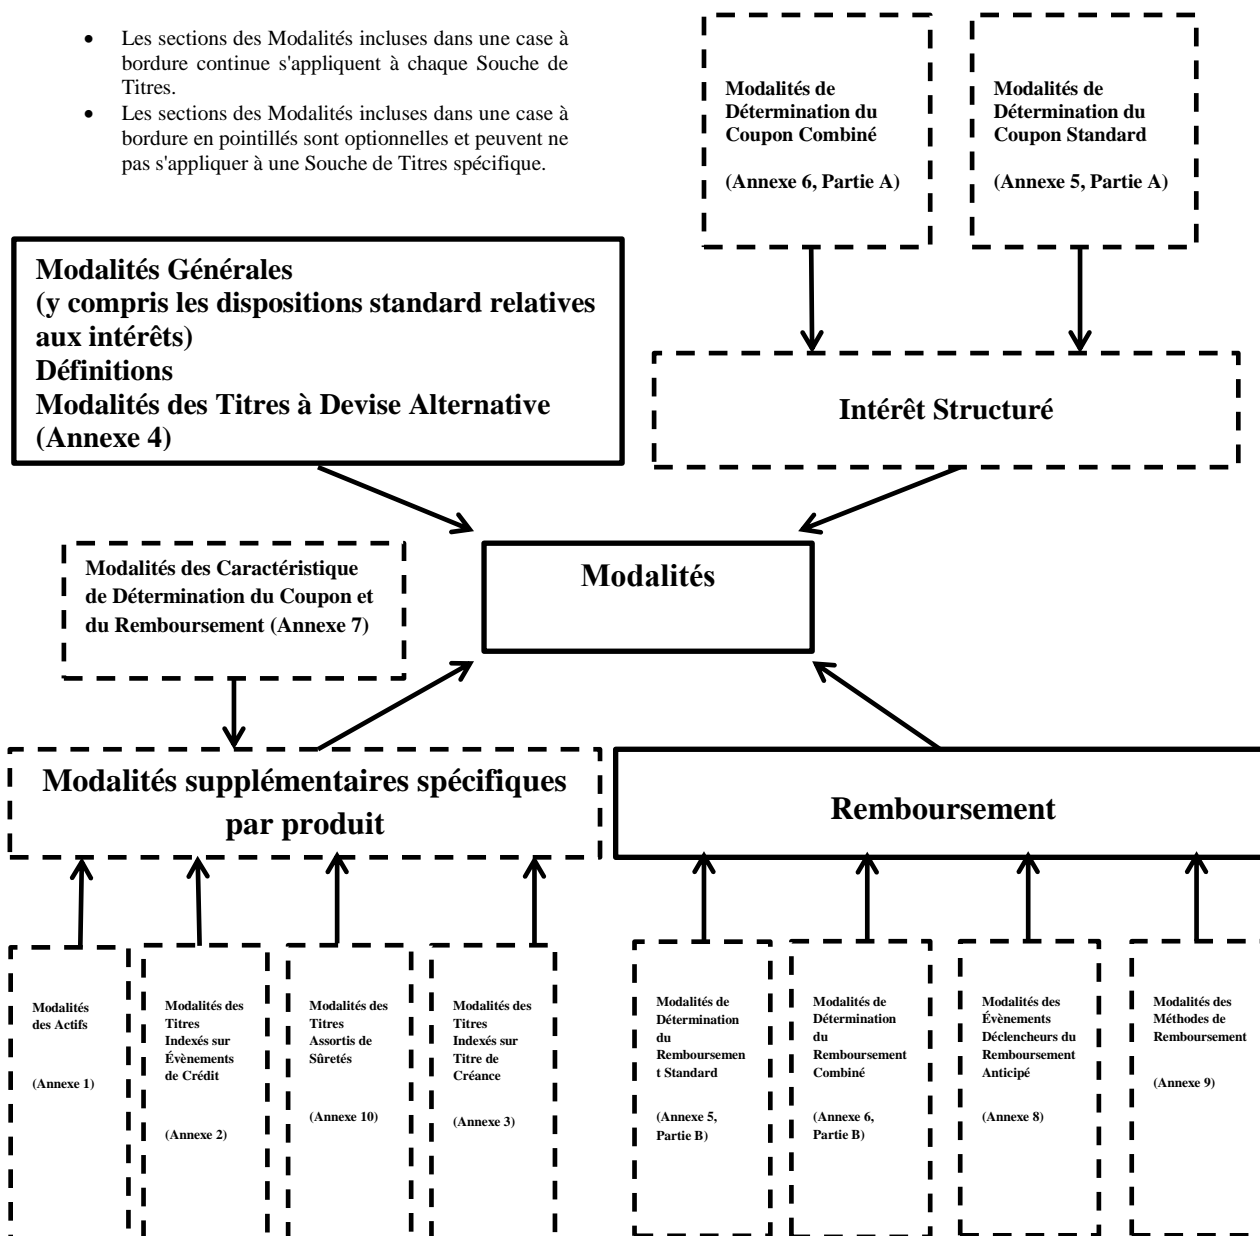 • Les sections des Modalités incluses dans une case à
bordure continue s'appliquent à chaque Souche de
Titres.
• Les sections des Modalités incluses dans une case à
bordure en pointillés sont optionnelles et peuvent ne
pas s'appliquer à une Souche de Titres spécifique.
Modalités de
Détermination du
Coupon Combiné
(Annexe 6, Partie A)
Modalités de
Détermination du
Coupon Standard
(Annexe 5, Partie A)
Modalités Générales
(y compris les dispositions standard relatives
aux intérêts)
Définitions
Modalités des Titres à Devise Alternative
(Annexe 4)
Intérêt Structuré
Modalités des Caractéristique
de Détermination du Coupon et
du Remboursement (Annexe 7)
Modalités
Modalités supplémentaires spécifiques
par produit
Remboursement
Modalités
des Actifs
(Annexe 1)
Modalités des
Titres
Indexés sur
Évènements
de Crédit
(Annexe 2)
Modalités des
Titres
Assortis de
Sûretés
(Annexe 10)
Modalités des
Titres
Indexés sur
Titre de
Créance
(Annexe 3)
Modalités de
Détermination
du
Remboursemen
t Standard
(Annexe 5,
Partie B)
Modalités de
Détermination
du
Remboursement
Combiné
(Annexe 6,
Partie B)
Modalités des
Évènements
Déclencheurs du
Remboursement
Anticipé
(Annexe 8)
Modalités des
Méthodes de
Remboursement
(Annexe 9)